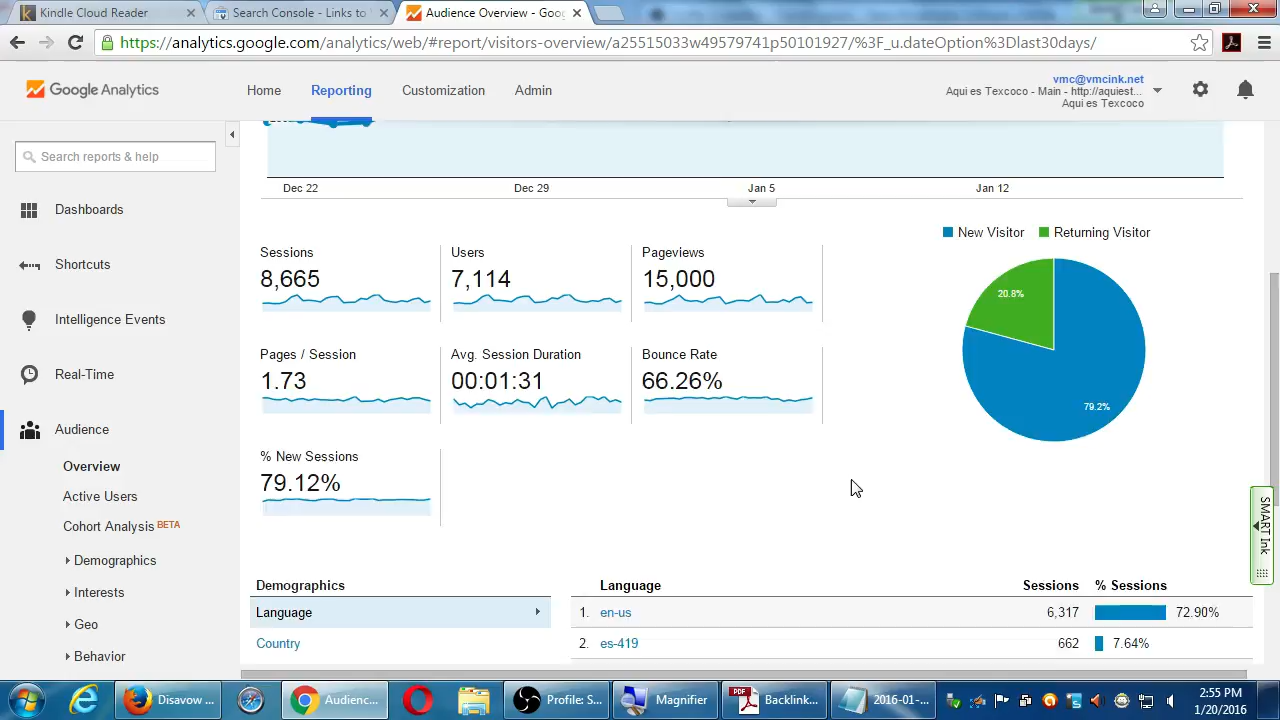 Kindle Cloud Reader
Search Console - Links to
Audience Overview - Goo
https://analytics.google.com/analytics/web/#report/visitors-overview/a25515033w49579741p50101927/%3F_u.dateOption%3Dlast30days/
Google Analytics
Home Reporting Customization Admin
vmc@vmcink.net
Aqui es Texcoco - Main - http://aquiest...
Aqui es Texcoco
Search reports & help
Dashboards
Shortcuts
Intelligence Events
Real-Time
Audience
Overview
Active Users
Cohort Analysis BETA
Demographics
Interests
Geo
Behavior
Dec 22 Dec 29 Jan 5 Jan 12
New Visitor Returning Visitor
20.8%
79.2%
Sessions
8,665
Users
7,114
Pageviews
15,000
Pages / Session
1.73
Avg. Session Duration
00:01:31
Bounce Rate
66.26%
% New Sessions
79.12%
Demographics
Language
Country
Language Sessions % Sessions
1. en-us 6,317 72.90%
2. es-419 662 7.64%
SMART Ink
Disavow ...
Audienc...
Profile: S...
Magnifier
PDF
Backlink...
2016-01-...
2:55 PM
1/20/2016